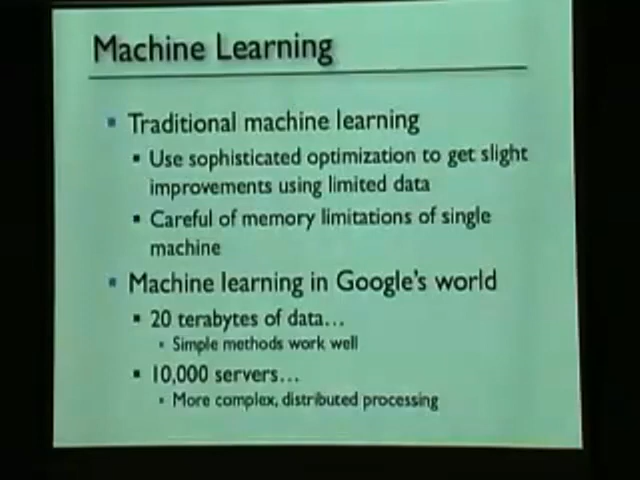 Machine Learning
▪ Traditional machine learning
▪ Use sophisticated optimization to get slight
improvements using limited data
▪ Careful of memory limitations of single
machine
▪ Machine learning in Google's world
▪ 20 terabytes of data...
▪ Simple methods work well
▪ 10,000 servers...
▪ More complex, distributed processing